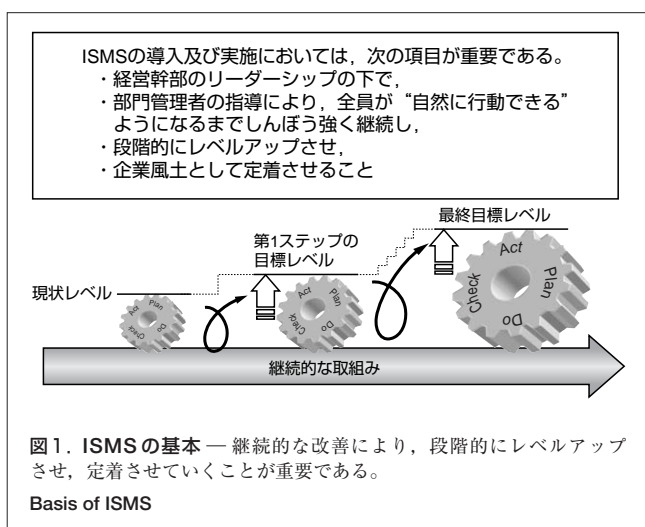 ISMSの導入及び実施においては，次の項目が重要である。
・経営幹部のリーダーシップの下で，
・部門管理者の指導により，全員が“自然に行動できる”
ようになるまでしんぼう強く継続し，
・段階的にレベルアップさせ，
・企業風土として定着させること
最終目標レベル
第1ステップの
目標レベル
現状レベル
Act
Plan
Do
Check
Act
Plan
Do
Check
Act
Plan
Do
Check
継続的な取組み
図1．ISMSの基本 — 継続的な改善により，段階的にレベルアップ
させ，定着させていくことが重要である。
Basis of ISMS